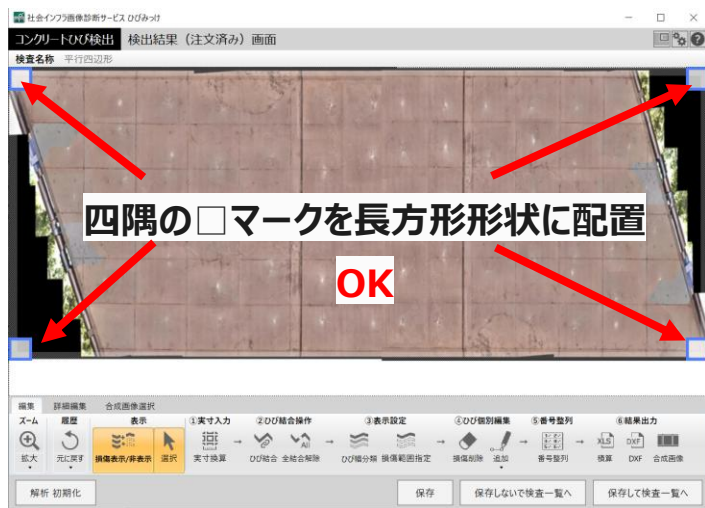 社会インフラ画像診断サービス ひびみっけ
コンクリートひび検出 検出結果（注文済み）画面
検査名称 平行四辺形
四隅の□マークを長方形形状に配置
OK
編集 詳細編集 合成画像選択
ズーム 履歴 表示 ①実寸入力 ②ひび結合操作 ③表示設定 ④ひび個別編集 ⑤番号整列 ⑥結果出力
All XLS DXF
拡大 元に戻す 損傷表示/非表示 選択 実寸換算 ひび結合 全結合解除 ひび幅分類 損傷範囲指定 損傷削除 追加 番号整列 積算 DXF 合成画像
解析 初期化 保存 保存しないで検査一覧へ 保存して検査一覧へ